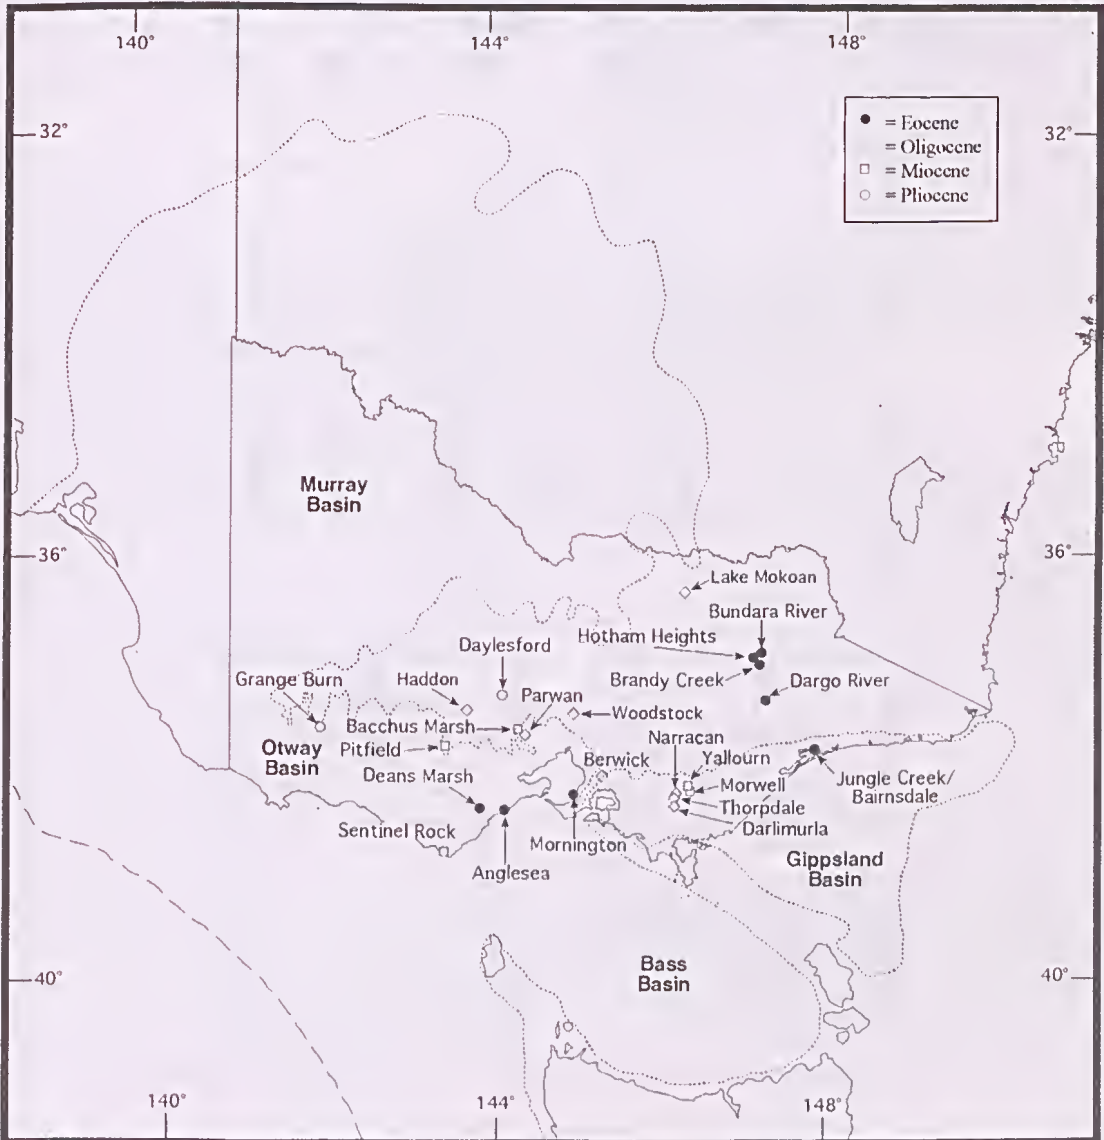 140°
144°
148°
= Eocene
= Oligocene
= Miocene
= Pliocene
32°
32°
Murray
Basin
36°
36°
Lake Mokoan
Bundara River
Hotham Heights
Daylesford
Brandy Creek
Dargo River
Grange Burn
Haddon
Parwan
Woodstock
Bacchus Marsh
Narracan
Pitfield
Otway
Basin
Berwick
Yallourn
Deans Marsh
Morwell
Jungle Creek/
Bairnsdale
Thorpdale
Sentinel Rock
Darlimurla
Mornington
Anglesea
Gippsland
Basin
Bass
Basin
40°
40°
140°
144°
148°